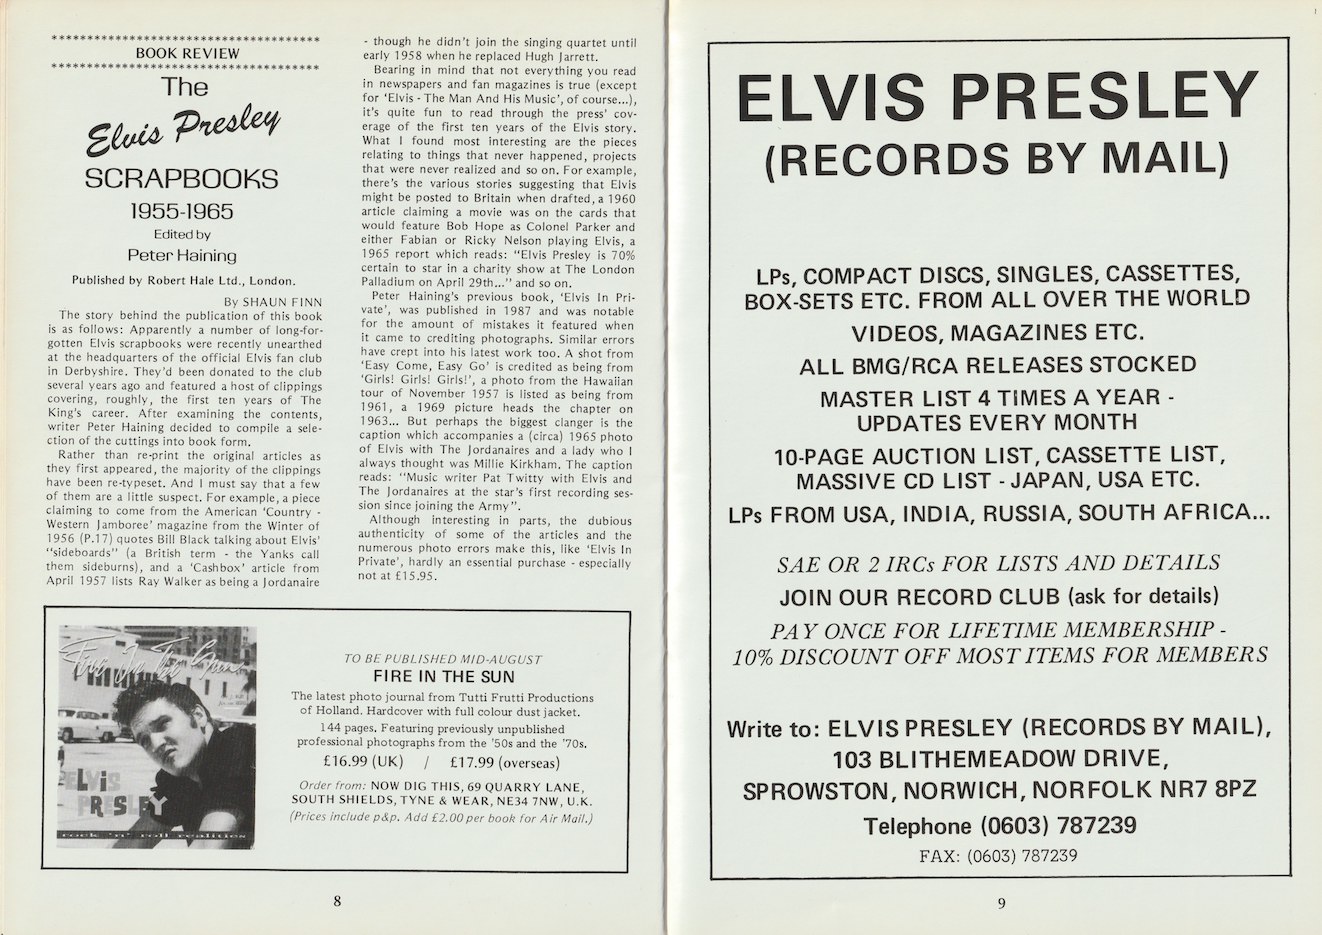 ************************************
BOOK REVIEW
************************************
The
Elvis Presley
SCRAPBOOKS
1955-1965
Edited by
Peter Haining
Published by Robert Hale Ltd., London.
By SHAUN FINN
The story behind the publication of this book
is as follows: Apparently a number of long-for-
gotten Elvis scrapbooks were recently unearthed
at the headquarters of the official Elvis fan club
in Derbyshire. They'd been donated to the club
several years ago and featured a host of clippings
covering, roughly, the first ten years of The
King's career. After examining the contents,
writer Peter Haining decided to compile a sele-
ction of the cuttings into book form.
Rather than re-print the original articles as
they first appeared, the majority of the clippings
have been re-typeset. And I must say that a few
of them are a little suspect. For example, a piece
claiming to come from the American 'Country -
Western Jamboree' magazine from the Winter of
1956 (P.17) quotes Bill Black talking about Elvis'
"sideboards" (a British term - the Yanks call
them sideburns), and a 'Cashbox' article from
April 1957 lists Ray Walker as being a Jordanaire
- though he didn't join the singing quartet until
early 1958 when he replaced Hugh Jarrett.
Bearing in mind that not everything you read
in newspapers and fan magazines is true (except
for 'Elvis - The Man And His Music', of course...),
it's quite fun to read through the press' cov-
erage of the first ten years of the Elvis story.
What I found most interesting are the pieces
relating to things that never happened, projects
that were never realized and so on. For example,
there's the various stories suggesting that Elvis
might be posted to Britain when drafted, a 1960
article claiming a movie was on the cards that
would feature Bob Hope as Colonel Parker and
either Fabian or Ricky Nelson playing Elvis, a
1965 report which reads: "Elvis Presley is 70%
certain to star in a charity show at The London
Palladium on April 29th..." and so on.
Peter Haining's previous book, 'Elvis In Pri-
vate', was published in 1987 and was notable
for the amount of mistakes it featured when
it came to crediting photographs. Similar errors
have crept into his latest work too. A shot from
'Easy Come, Easy Go' is credited as being from
'Girls! Girls! Girls!', a photo from the Hawaiian
tour of November 1957 is listed as being from
1961, a 1969 picture heads the chapter on
1963... But perhaps the biggest clanger is the
caption which accompanies a (circa) 1965 photo
of Elvis with The Jordanaires and a lady who I
always thought was Millie Kirkham. The caption
reads: "Music writer Pat Twitty with Elvis and
The Jordanaires at the star's first recording ses-
sion since joining the Army".
Although interesting in parts, the dubious
authenticity of some of the articles and the
numerous photo errors make this, like 'Elvis In
Private', hardly an essential purchase - especially
not at £15.95.
Fire In The Sun
ELViS
PRESLEY
rock 'n' roll realities
TO BE PUBLISHED MID-AUGUST
FIRE IN THE SUN
The latest photo journal from Tutti Frutti Productions
of Holland. Hardcover with full colour dust jacket.
144 pages. Featuring previously unpublished
professional photographs from the '50s and the '70s.
£16.99 (UK) / £17.99 (overseas)
Order from: NOW DIG THIS, 69 QUARRY LANE,
SOUTH SHIELDS, TYNE & WEAR, NE34 7NW, U.K.
(Prices include p&p. Add £2.00 per book for Air Mail.)
8
ELVIS PRESLEY
(RECORDS BY MAIL)
LPs, COMPACT DISCS, SINGLES, CASSETTES,
BOX-SETS ETC. FROM ALL OVER THE WORLD
VIDEOS, MAGAZINES ETC.
ALL BMG/RCA RELEASES STOCKED
MASTER LIST 4 TIMES A YEAR -
UPDATES EVERY MONTH
10-PAGE AUCTION LIST, CASSETTE LIST,
MASSIVE CD LIST - JAPAN, USA ETC.
LPs FROM USA, INDIA, RUSSIA, SOUTH AFRICA...
SAE OR 2 IRCs FOR LISTS AND DETAILS
JOIN OUR RECORD CLUB (ask for details)
PAY ONCE FOR LIFETIME MEMBERSHIP -
10% DISCOUNT OFF MOST ITEMS FOR MEMBERS
Write to: ELVIS PRESLEY (RECORDS BY MAIL),
103 BLITHEMEADOW DRIVE,
SPROWSTON, NORWICH, NORFOLK NR7 8PZ
Telephone (0603) 787239
FAX: (0603) 787239
9